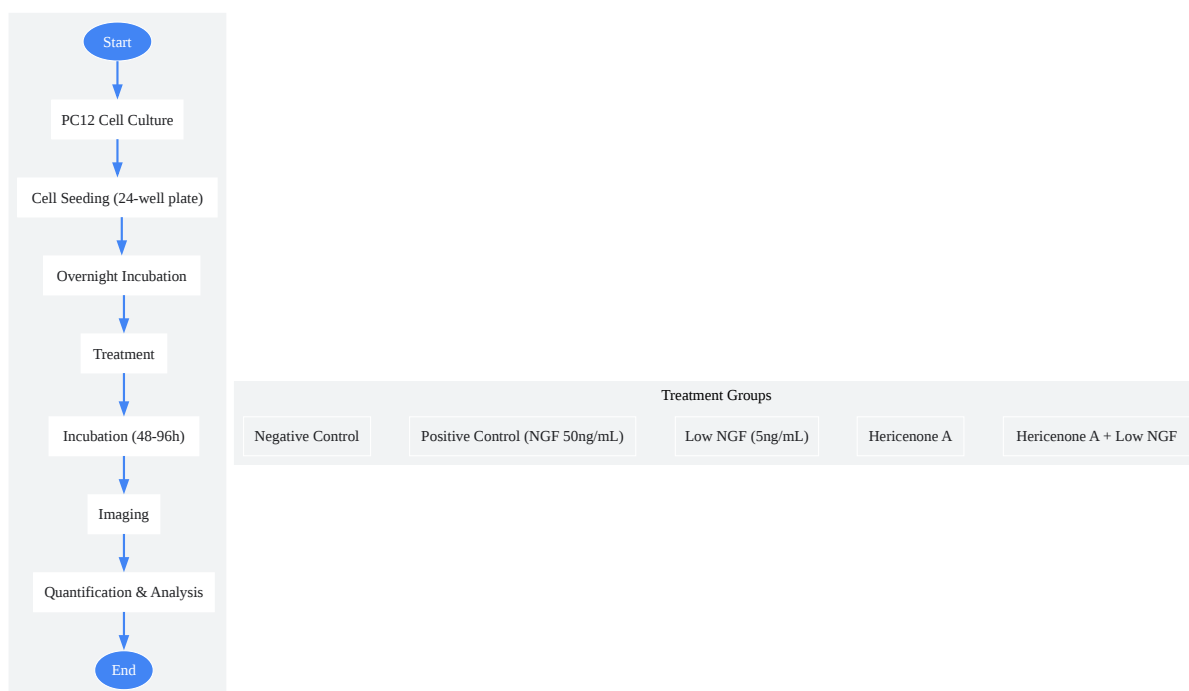 Start
PC12 Cell Culture
Cell Seeding (24-well plate)
Overnight Incubation
Treatment
Incubation (48-96h)
Imaging
Quantification & Analysis
End
Treatment Groups
Negative Control
Positive Control (NGF 50ng/mL)
Low NGF (5ng/mL)
Hericenone A
Hericenone A + Low NGF